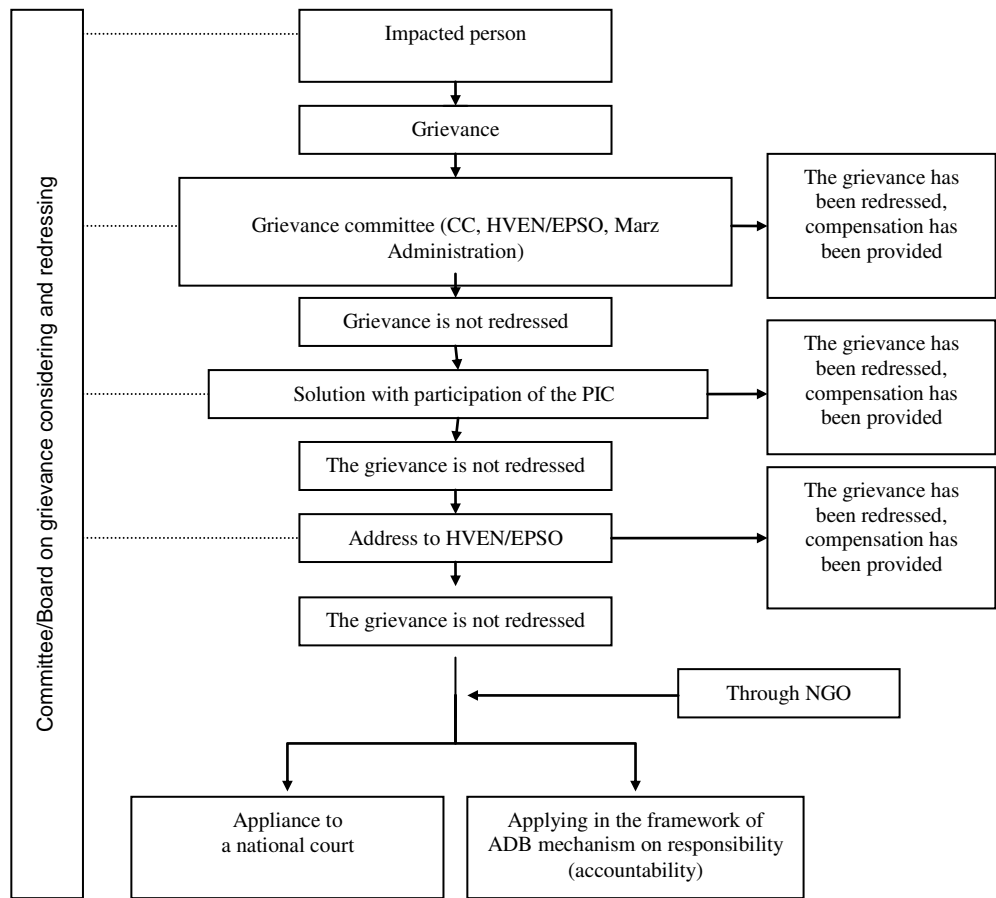 Committee/Board on grievance considering and redressing
Impacted person
Grievance
Grievance committee (CC, HVEN/EPSO, Marz
Administration)
The grievance has
been redressed,
compensation has
been provided
Grievance is not redressed
Solution with participation of the PIC
The grievance has
been redressed,
compensation has
been provided
The grievance is not redressed
Address to HVEN/EPSO
The grievance has
been redressed,
compensation has
been provided
The grievance is not redressed
Through NGO
Appliance to
a national court
Applying in the framework of
ADB mechanism on responsibility
(accountability)